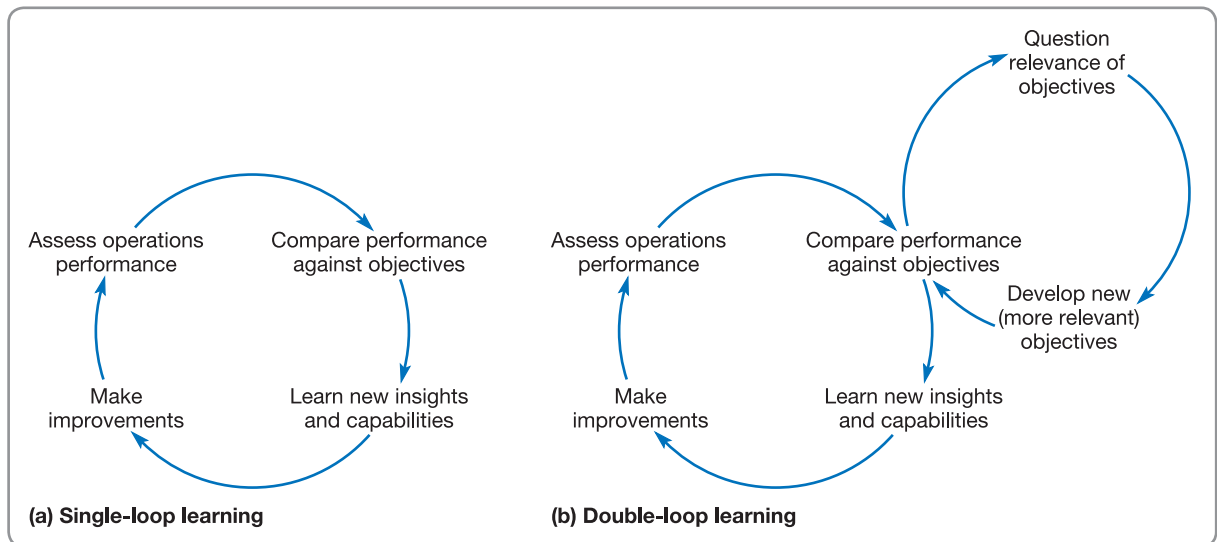 Assess operations
performance
Compare performance
against objectives
Learn new insights
and capabilities
Make
improvements
(a) Single-loop learning
Question
relevance of
objectives
Assess operations
performance
Compare performance
against objectives
Develop new
(more relevant)
objectives
Learn new insights
and capabilities
Make
improvements
(b) Double-loop learning